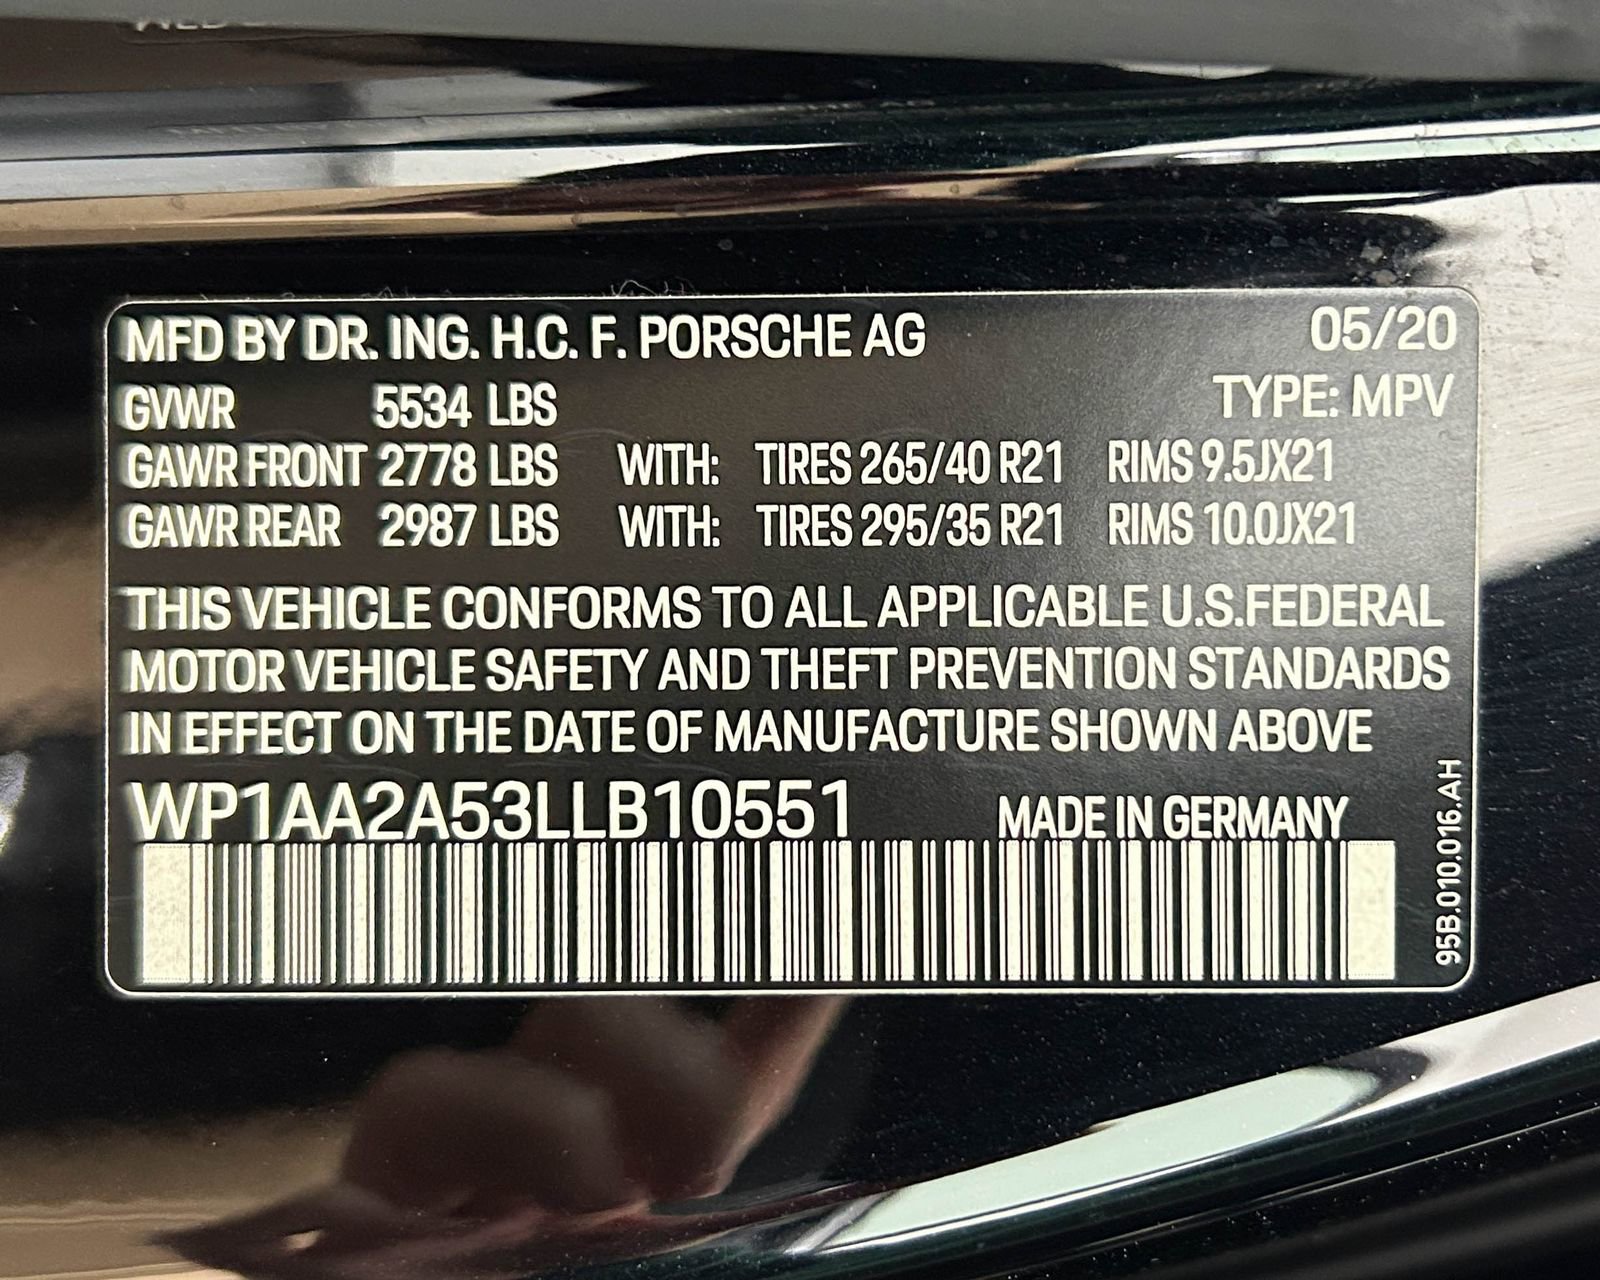 MFD BY DR. ING. H.C. F. PORSCHE AG 05/20
GVWR 5534 LBS TYPE: MPV
GAWR FRONT 2778 LBS WITH: TIRES 265/40 R21 RIMS 9.5JX21
GAWR REAR 2987 LBS WITH: TIRES 295/35 R21 RIMS 10.0JX21
THIS VEHICLE CONFORMS TO ALL APPLICABLE U.S.FEDERAL
MOTOR VEHICLE SAFETY AND THEFT PREVENTION STANDARDS
IN EFFECT ON THE DATE OF MANUFACTURE SHOWN ABOVE
WP1AA2A53LLB10551 MADE IN GERMANY
95B.010.016.AH